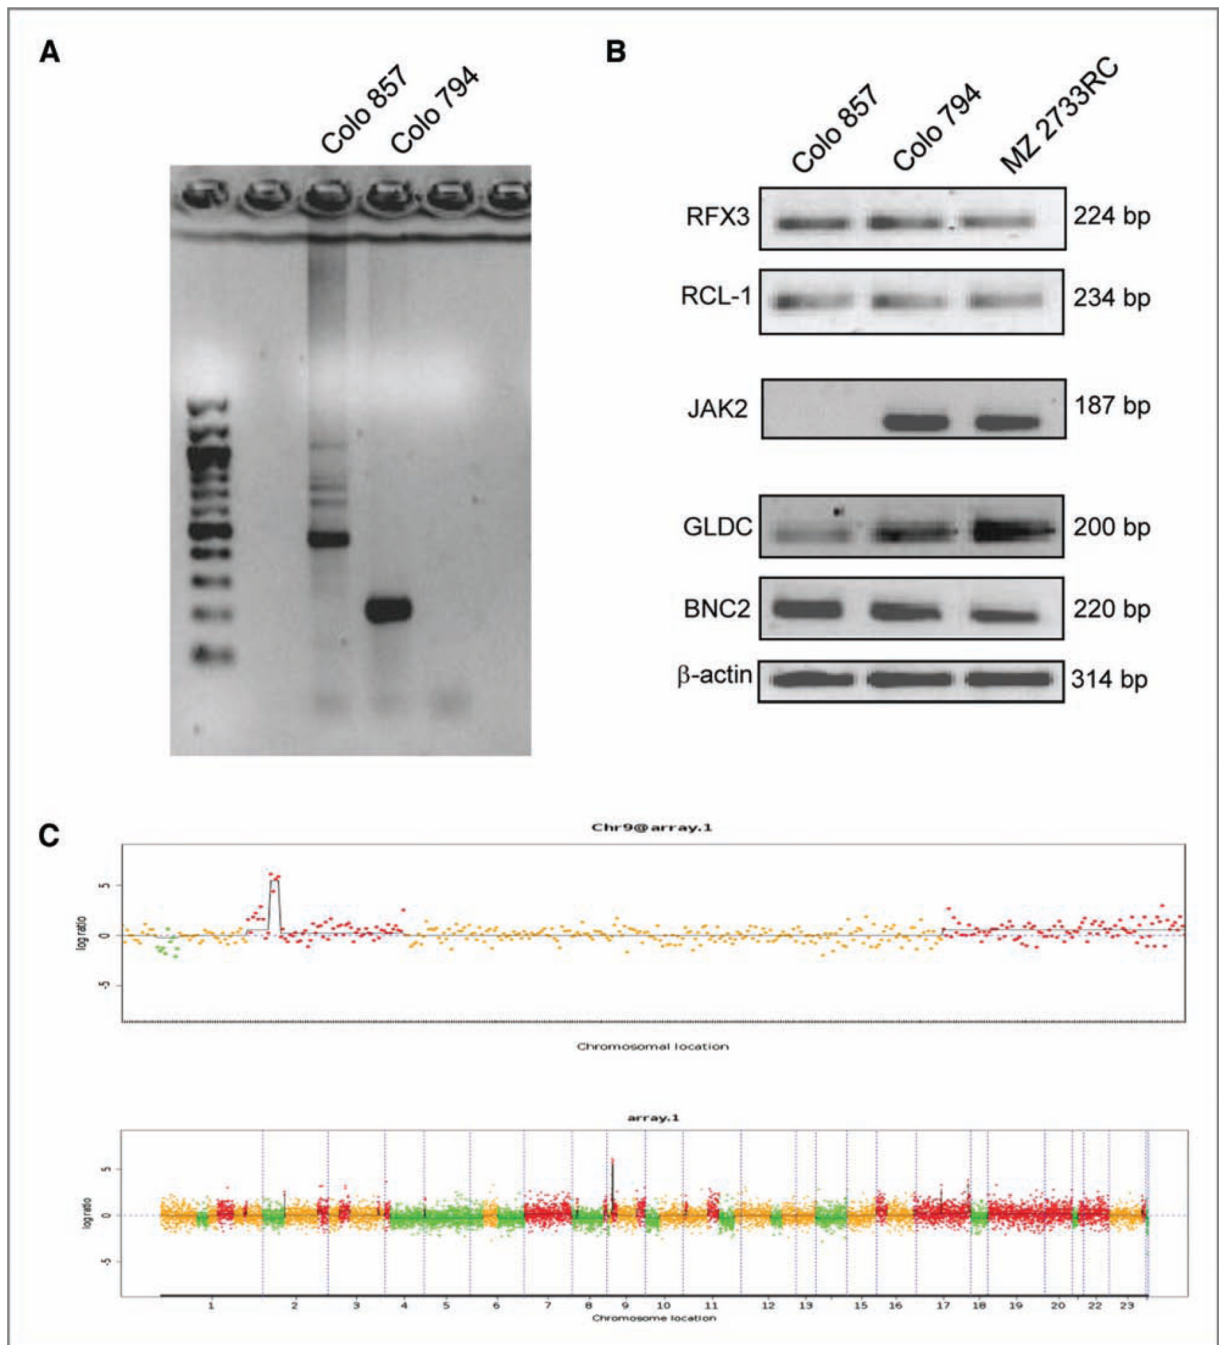 A
Colo 857
Colo 794
B
Colo 857
Colo 794
MZ 2733RC
RFX3
224 bp
RCL-1
234 bp
JAK2
187 bp
GLDC
200 bp
BNC2
220 bp
β-actin
314 bp
C
Chr9@array.1
5
0
-5
log ratio
Chromosomal location
array.1
5
0
-5
log ratio
1 2 3 4 5 6 7 8 9 10 11 12 13 14 15 16 17 18 19 20 22 23
Chromosome location